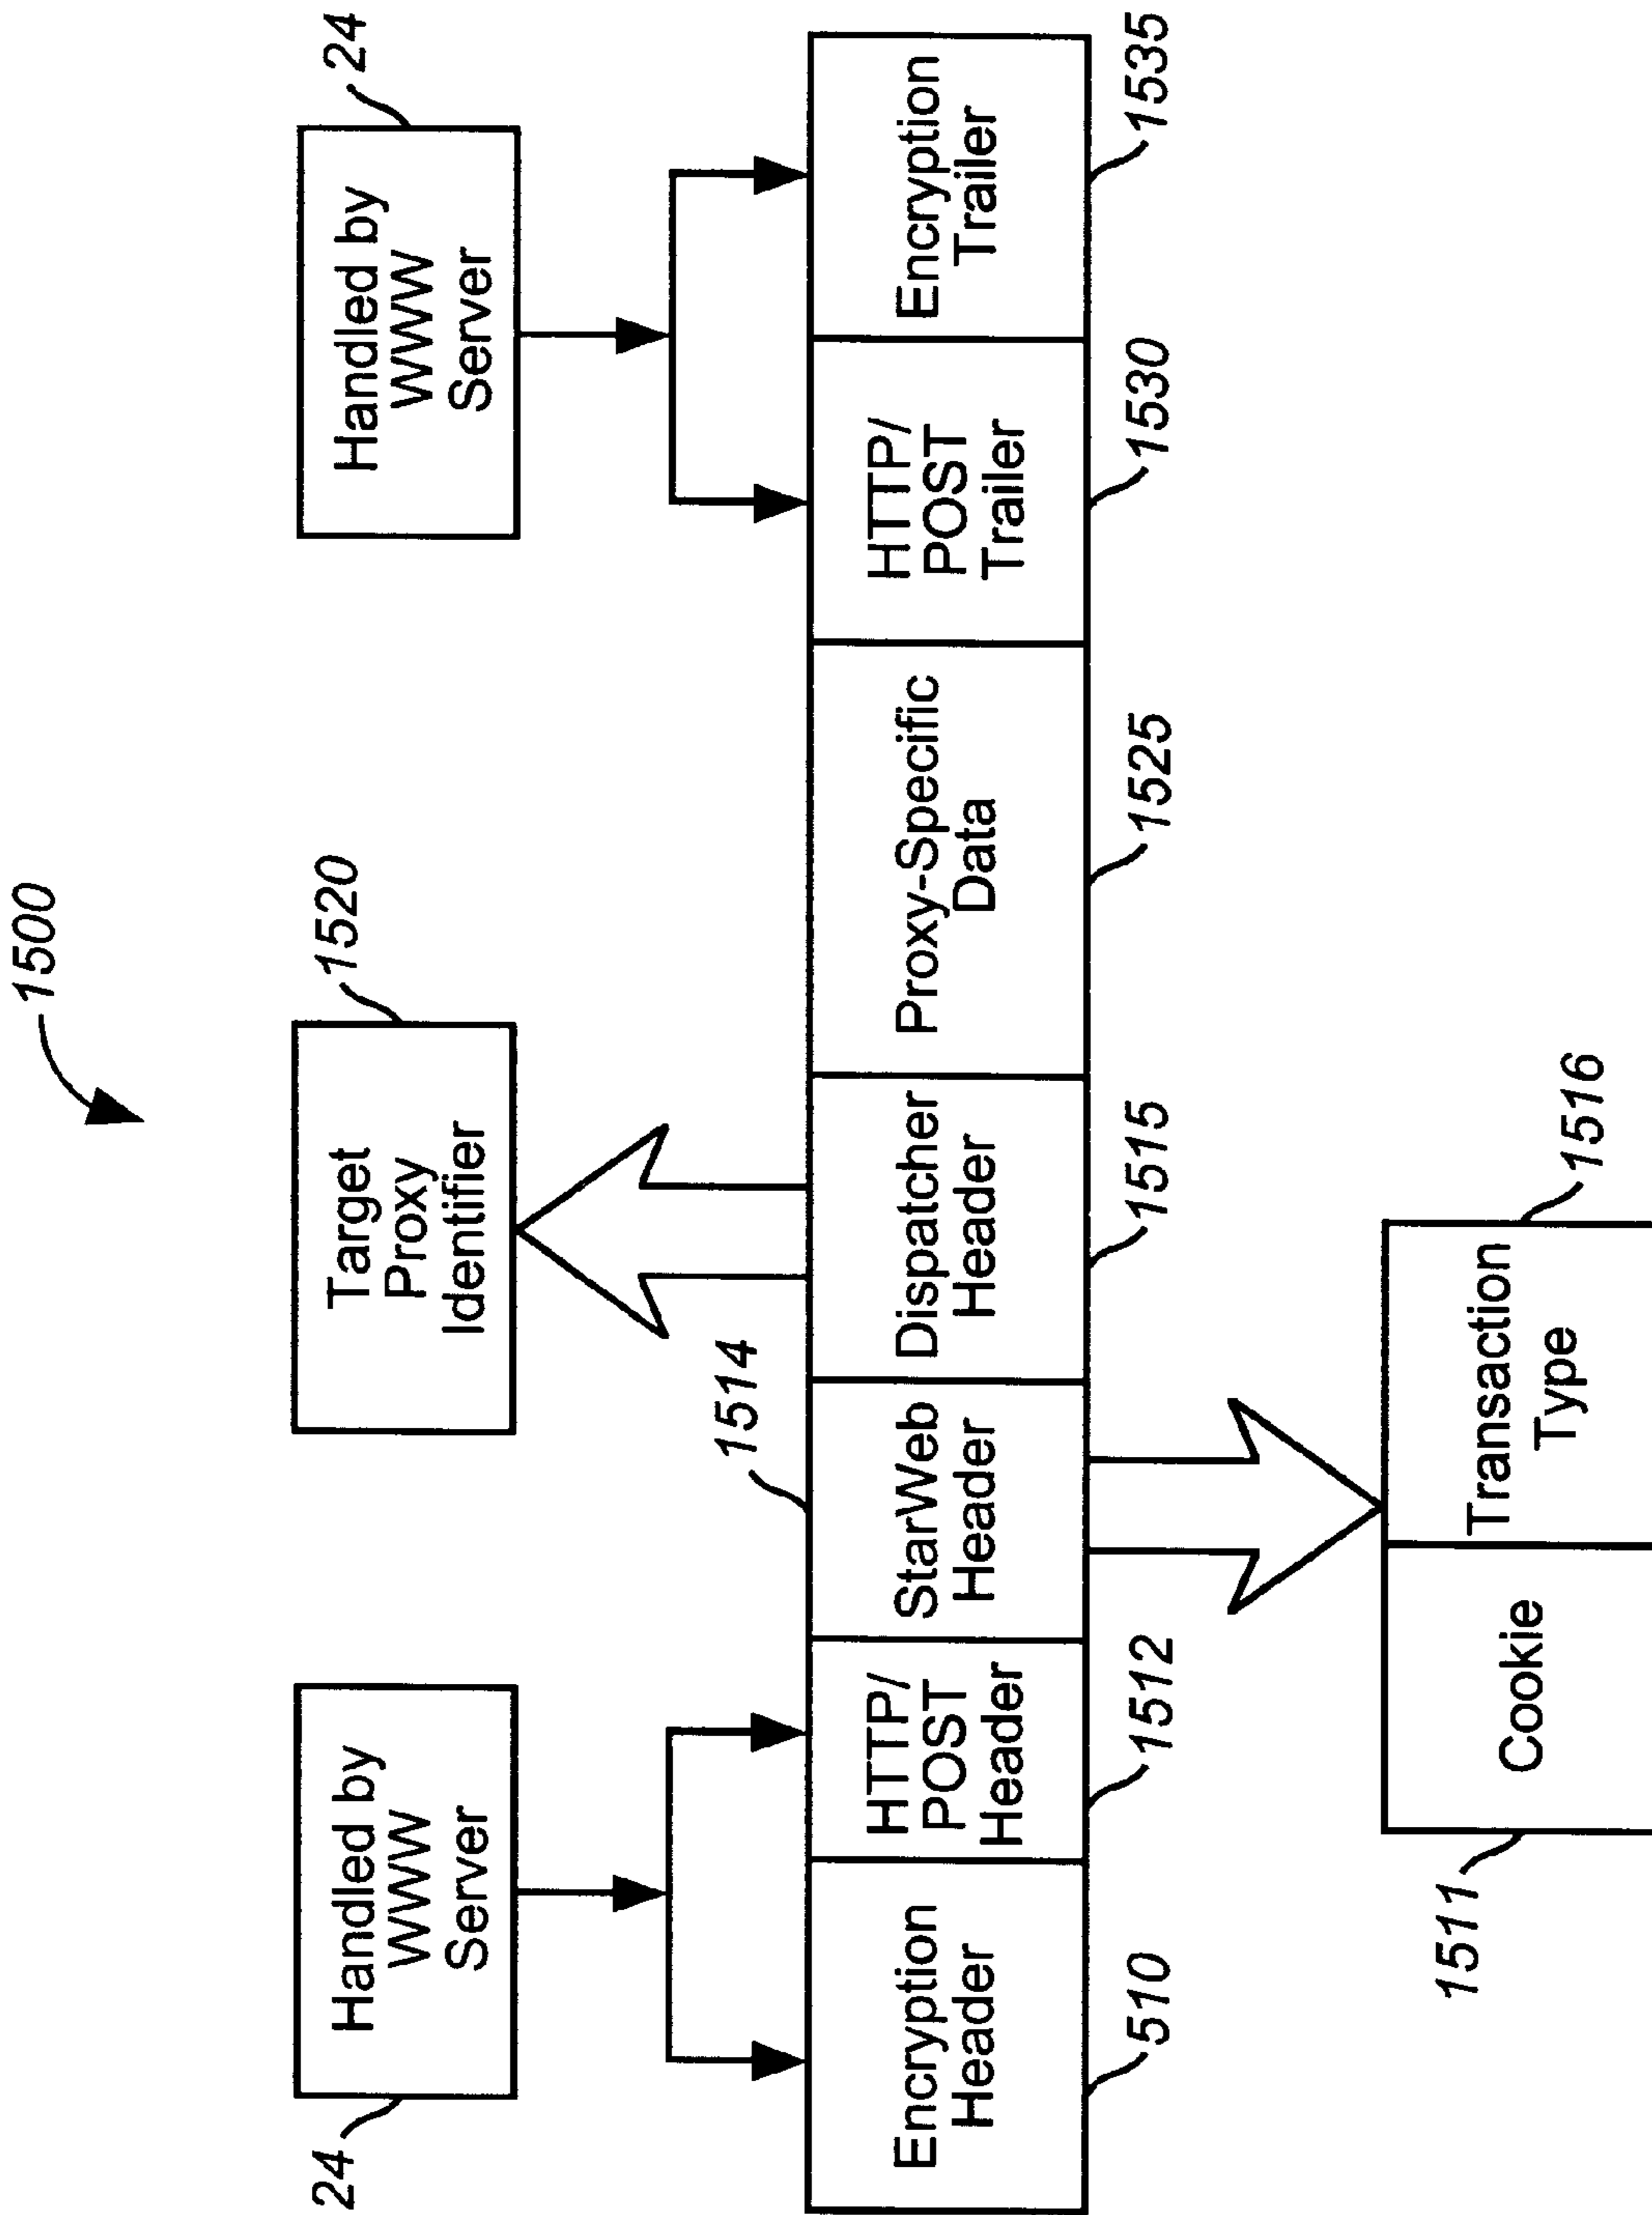 1500
24
Handled by
WWW
Server
Target
Proxy
Identifier
1520
Handled by
WWW
Server
24
1514
Encryption
Header
HTTP/
POST
Header
StarWeb
Header
Dispatcher
Header
Proxy-Specific
Data
HTTP/
POST
Trailer
Encryption
Trailer
510
1512
1515
1525
1530
1535
1511
Cookie
Transaction
Type
1516